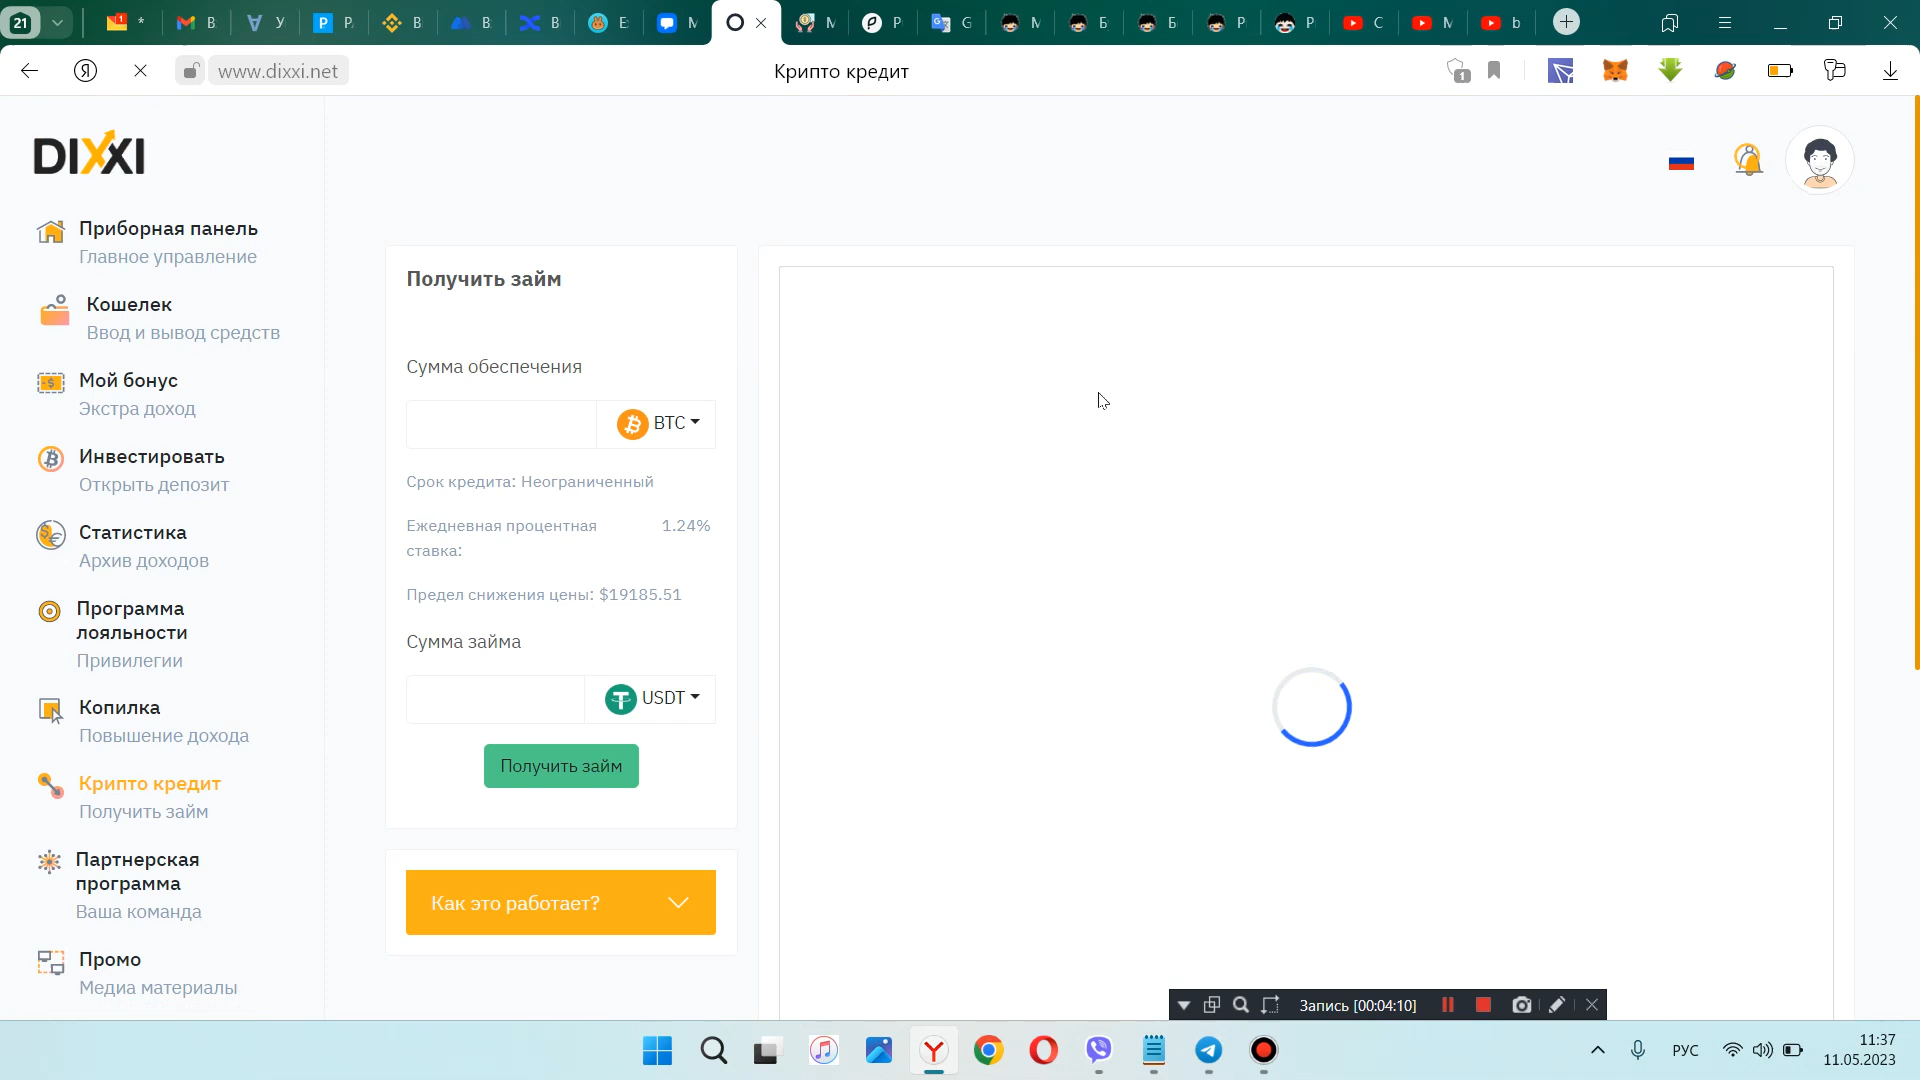 21
1
*
В
У
Р
В
В
В
Е
М
М
Р
G
М
Б
Б
Р
Р
С
М
b
www.dixxi.net
Крипто кредит
1
DIXXI
Приборная панель
Главное управление
Кошелек
Ввод и вывод средств
Мой бонус
Экстра доход
Инвестировать
Открыть депозит
Статистика
Архив доходов
Программа
лояльности
Привилегии
Копилка
Повышение дохода
Крипто кредит
Получить займ
Партнерская
программа
Ваша команда
Промо
Медиа материалы
Получить займ
Сумма обеспечения
BTC
Срок кредита: Неограниченный
Ежедневная процентная 1.24%
ставка:
Предел снижения цены: $19185.51
Сумма займа
USDT
Получить займ
Как это работает?
Запись [00:04:10]
РУС
11:37
11.05.2023